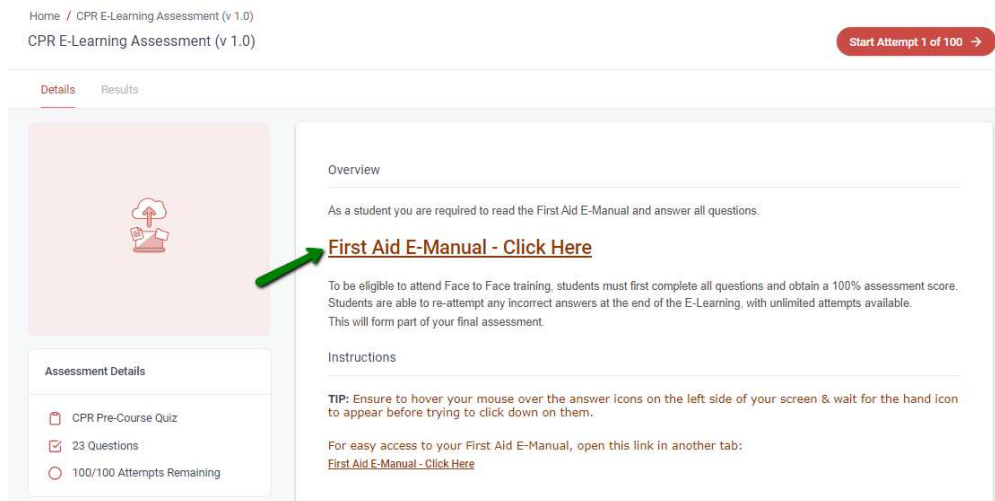 Home / CPR E-Learning Assessment (v 1.0)
CPR E-Learning Assessment (v 1.0)
Start Attempt 1 of 100 →
Details Results
Overview
As a student you are required to read the First Aid E-Manual and answer all questions.
First Aid E-Manual - Click Here
To be eligible to attend Face to Face training, students must first complete all questions and obtain a 100% assessment score.
Students are able to re-attempt any incorrect answers at the end of the E-Learning, with unlimited attempts available.
This will form part of your final assessment.
Instructions
TIP: Ensure to hover your mouse over the answer icons on the left side of your screen & wait for the hand icon
to appear before trying to click down on them.
For easy access to your First Aid E-Manual, open this link in another tab:
First Aid E-Manual - Click Here
Assessment Details
CPR Pre-Course Quiz
23 Questions
100/100 Attempts Remaining